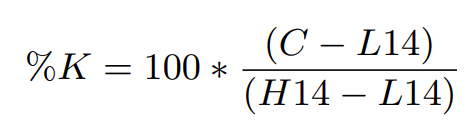 %K = 100 * (C − L14) / (H14 − L14)